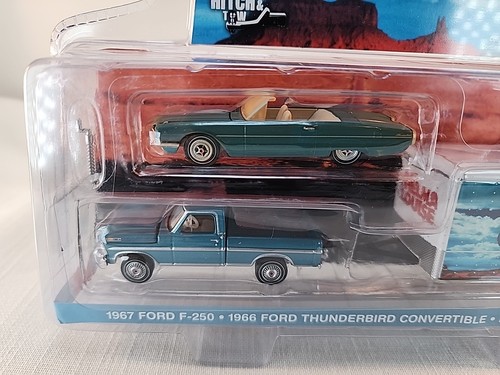 HITCH &
TOW
1967 FORD F-250 • 1966 FORD THUNDERBIRD CONVERTIBLE •